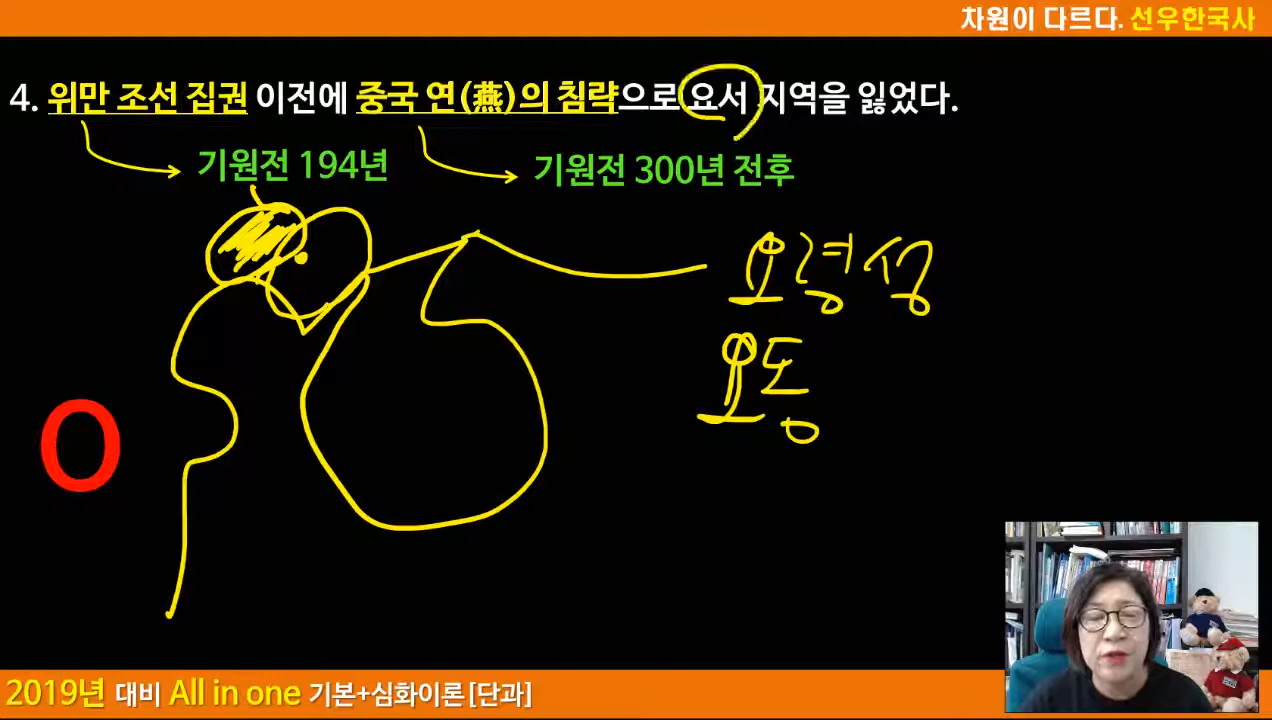 차원이 다르다. 선우한국사
4. 위만 조선 집권 이전에 중국 연(燕)의 침략으로 요서 지역을 잃었다.
기원전 194년
기원전 300년 전후
요령성
요동
O
2019년 대비 All in one 기본+심화이론[단과]